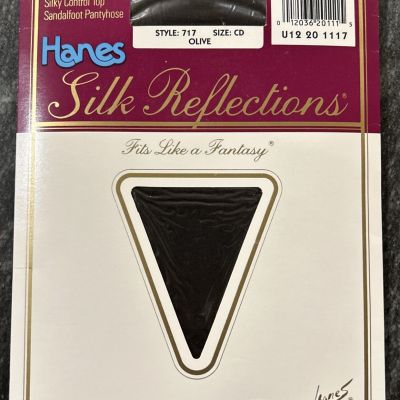 Silky Control Top
Sandalfoot Pantyhose
STYLE: 717 SIZE: CD
OLIVE
0 12036 20111 5
U12 20 1117
Hanes
Silk Reflections®
Fits Like a Fantasy®
Hanes®